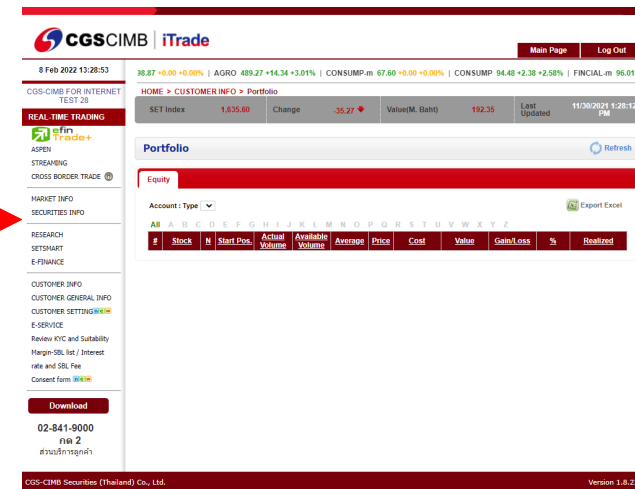 CGSCIMB iTrade
Main Page Log Out
8 Feb 2022 13:28:53
98.87 +0.00 +0.00% | AGRO 489.27 +14.34 +3.01% | CONSUMP-m 67.60 +0.00 +0.00% | CONSUMP 94.48 +2.38 +2.58% | FINCIAL-m 96.01
CGS-CIMB FOR INTERNET
TEST 28
HOME > CUSTOMER INFO > Portfolio
SET Index 1,635.60 Change -35.27 Value(M. Baht) 192.35 Last Updated 11/30/2021 1:28:12 PM
REAL-TIME TRADING
efin
Trade+
ASPEN
STREAMING
CROSS BORDER TRADE
MARKET INFO
SECURITIES INFO
RESEARCH
SETSMART
E-FINANCE
CUSTOMER INFO
CUSTOMER GENERAL INFO
CUSTOMER SETTING new
E-SERVICE
Review KYC and Suitability
Margin-SBL list / Interest
rate and SBL Fee
Consent form new
Download
02-841-9000
กด 2
ส่วนบริการลูกค้า
Portfolio Refresh
Equity
Account : Type Export Excel
All A B C D E F G H I J K L M N O P Q R S T U V W X Y Z
# Stock N Start Pos. Actual Volume Available Volume Average Price Cost Value Gain/Loss % Realized
CGS-CIMB Securities (Thailand) Co., Ltd. Version 1.8.2